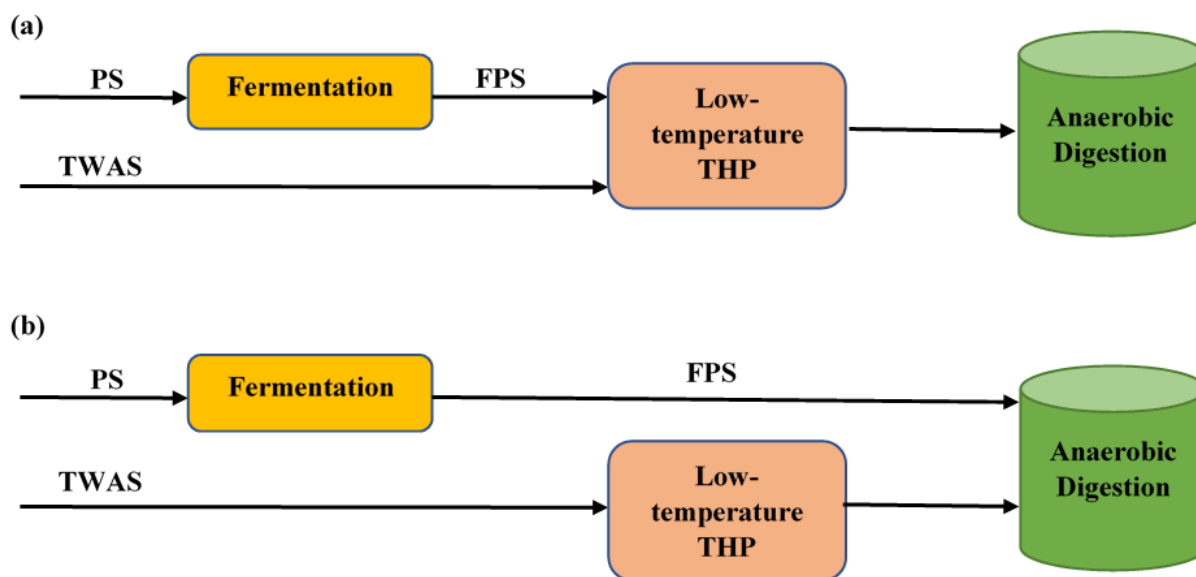 (a)
PS
Fermentation
FPS
Low-
temperature
THP
TWAS
Anaerobic
Digestion
(b)
PS
Fermentation
FPS
TWAS
Low-
temperature
THP
Anaerobic
Digestion